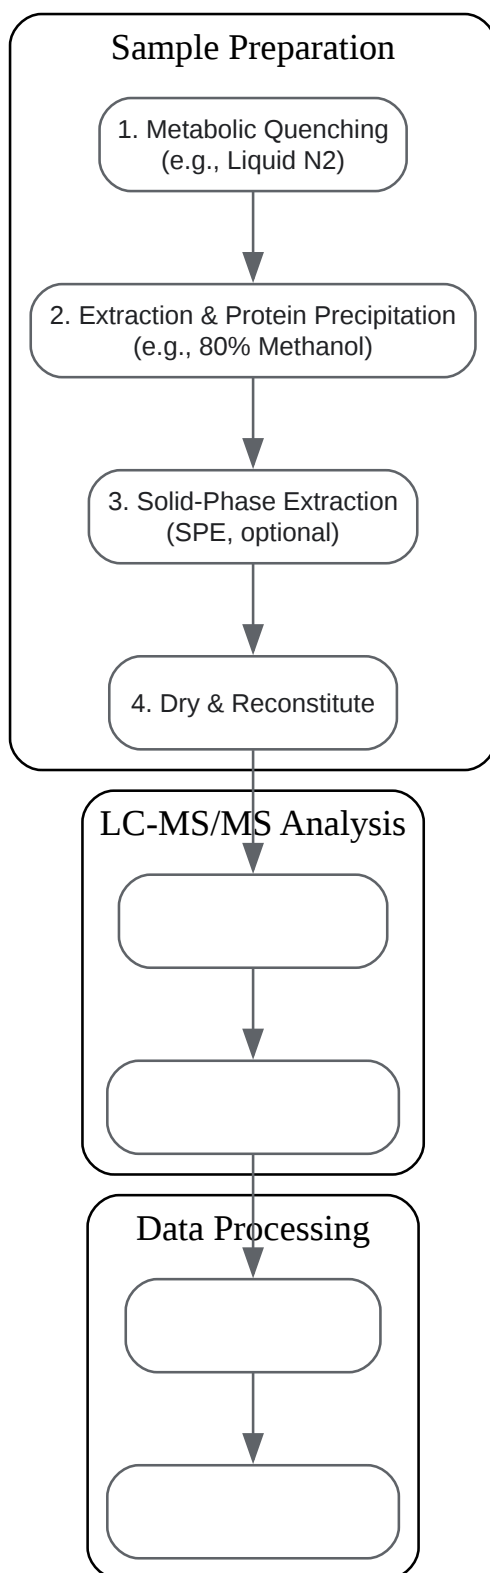 Sample Preparation
1. Metabolic Quenching
(e.g., Liquid N2)
2. Extraction & Protein Precipitation
(e.g., 80% Methanol)
3. Solid-Phase Extraction
(SPE, optional)
4. Dry & Reconstitute
LC-MS/MS Analysis
Data Processing